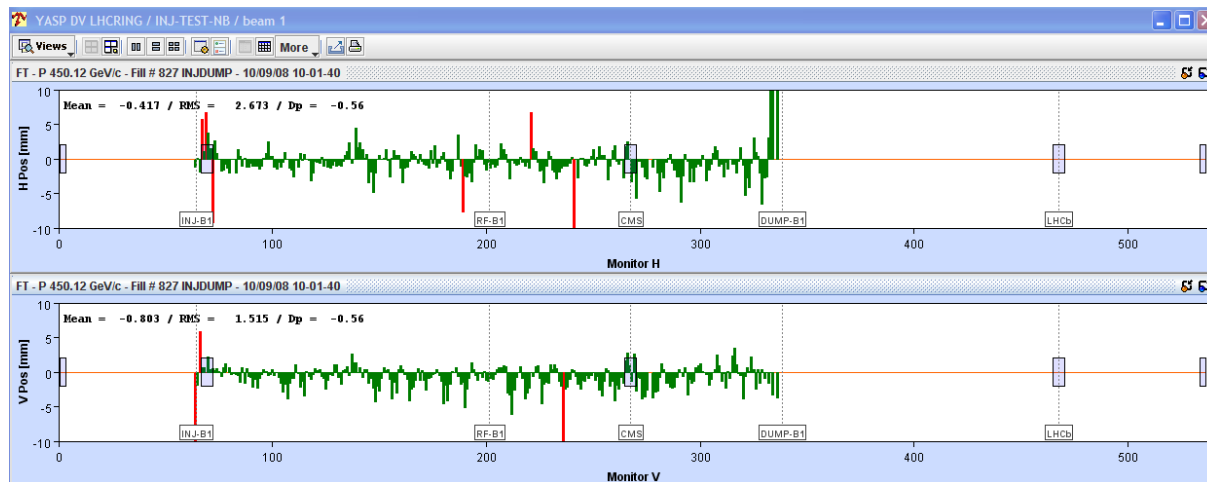 YASP DV LHCRING / INJ-TEST-NB / beam 1
Views More
FT - P 450.12 GeV/c - Fill # 827 INJDUMP - 10/09/08 10-01-40
Mean = -0.417 / RMS = 2.673 / Dp = -0.56
H Pos [mm]
10
5
0
-5
-10
INJ-B1 RF-B1 CMS DUMP-B1 LHCb
0 100 200 300 400 500
Monitor H
FT - P 450.12 GeV/c - Fill # 827 INJDUMP - 10/09/08 10-01-40
Mean = -0.803 / RMS = 1.515 / Dp = -0.56
V Pos [mm]
10
5
0
-5
-10
INJ-B1 RF-B1 CMS DUMP-B1 LHCb
0 100 200 300 400 500
Monitor V